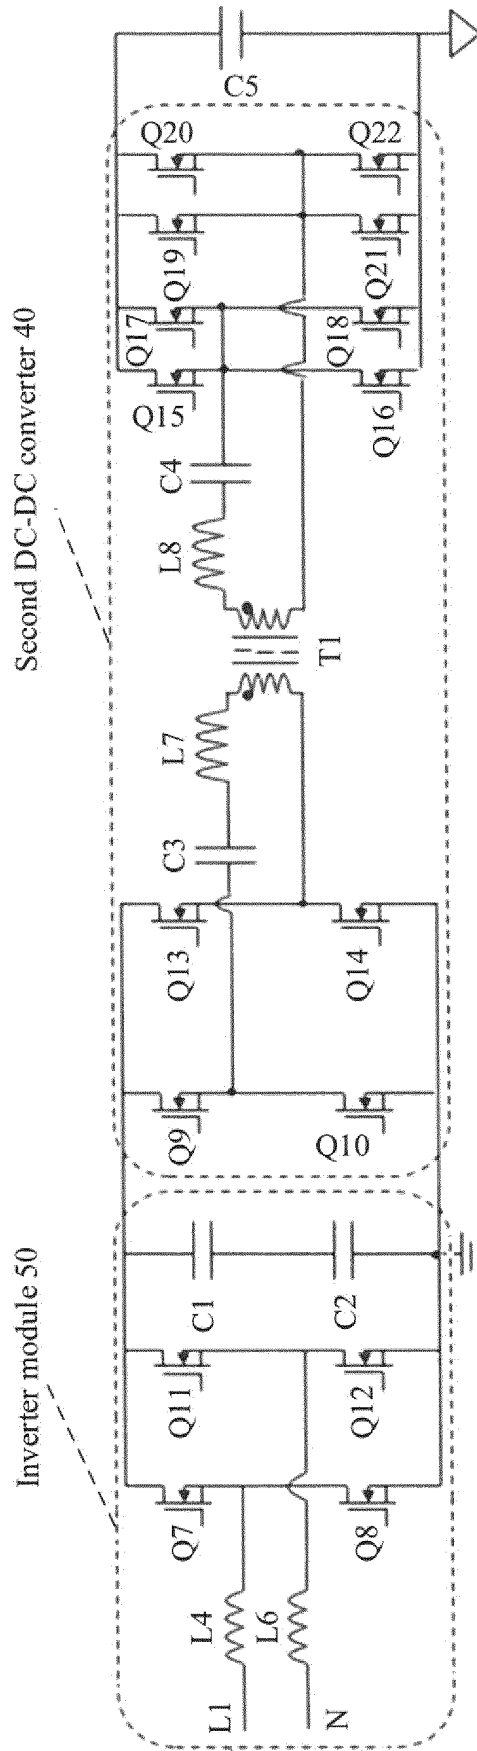 Inverter module 50
Second DC-DC converter 40
L1
N
L4
L6
Q7
Q8
Q11
Q12
C1
C2
Q9
Q10
Q13
Q14
C3
L7
T1
L8
C4
Q15
Q16
Q17
Q18
Q19
Q21
Q20
Q22
C5